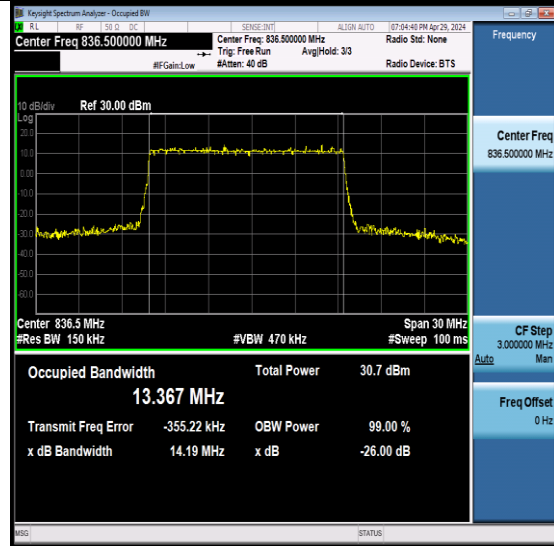 Keysight Spectrum Analyzer - Occupied BW
RL RF 50 Ω DC SENSE:INT ALIGN AUTO 07:04:40 PM Apr 29, 2024
Center Freq 836.500000 MHz Center Freq: 836.500000 MHz Radio Std: None Frequency
Trig: Free Run Avg|Hold: 3/3
#IFGain:Low #Atten: 40 dB Radio Device: BTS
10 dB/div Ref 30.00 dBm
Log
20.0
10.0
0.00
-10.0
-20.0
-30.0
-40.0
-50.0
-60.0
Center Freq
836.500000 MHz
Center 836.5 MHz Span 30 MHz
#Res BW 150 kHz #VBW 470 kHz #Sweep 100 ms
CF Step
3.000000 MHz
Auto Man
Occupied Bandwidth Total Power 30.7 dBm
13.367 MHz
Transmit Freq Error -355.22 kHz OBW Power 99.00 %
x dB Bandwidth 14.19 MHz x dB -26.00 dB
Freq Offset
0 Hz
MSG STATUS